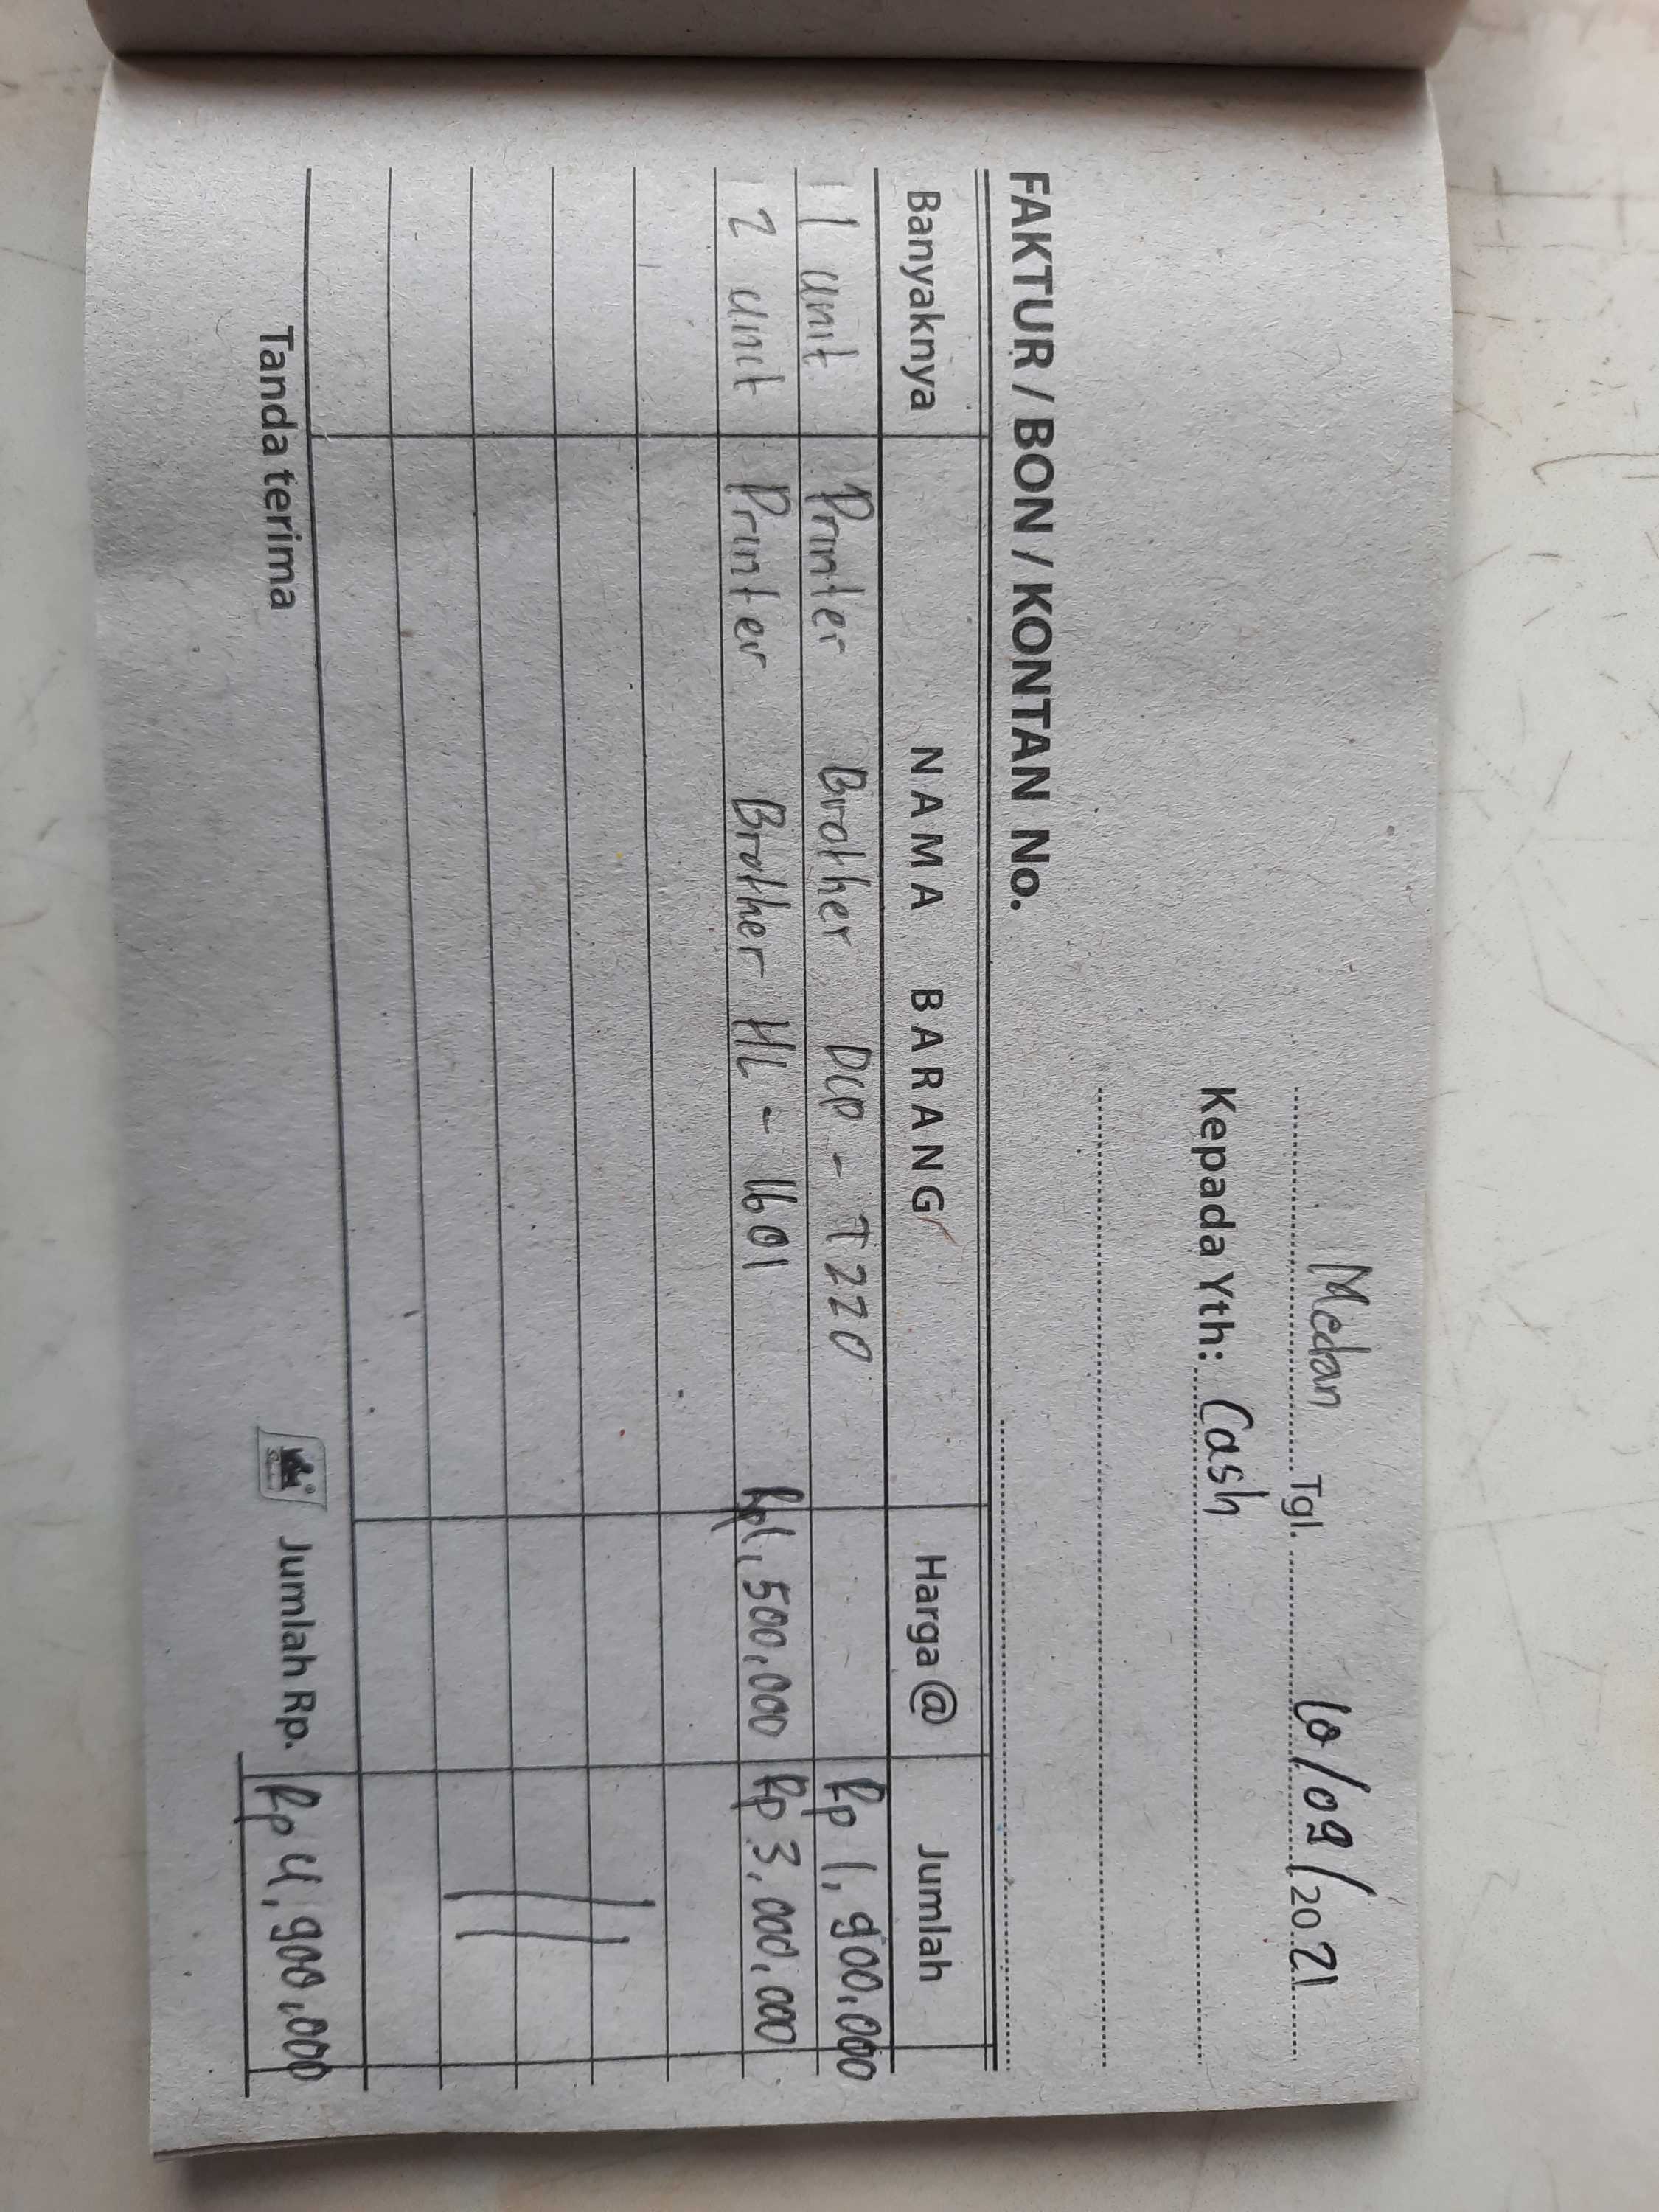 Medan Tgl. 10/09/2021
Kepada Yth: Cash
FAKTUR / BON / KONTAN No.
Banyaknya NAMA BARANG Harga @ Jumlah
1 unit Printer Brother DCP - T220 Rp 1,900,000
2 unit Printer Brother HL - 1601 Rp1,500,000 Rp 3,000,000
Tanda terima Jumlah Rp. Rp 4,900,000